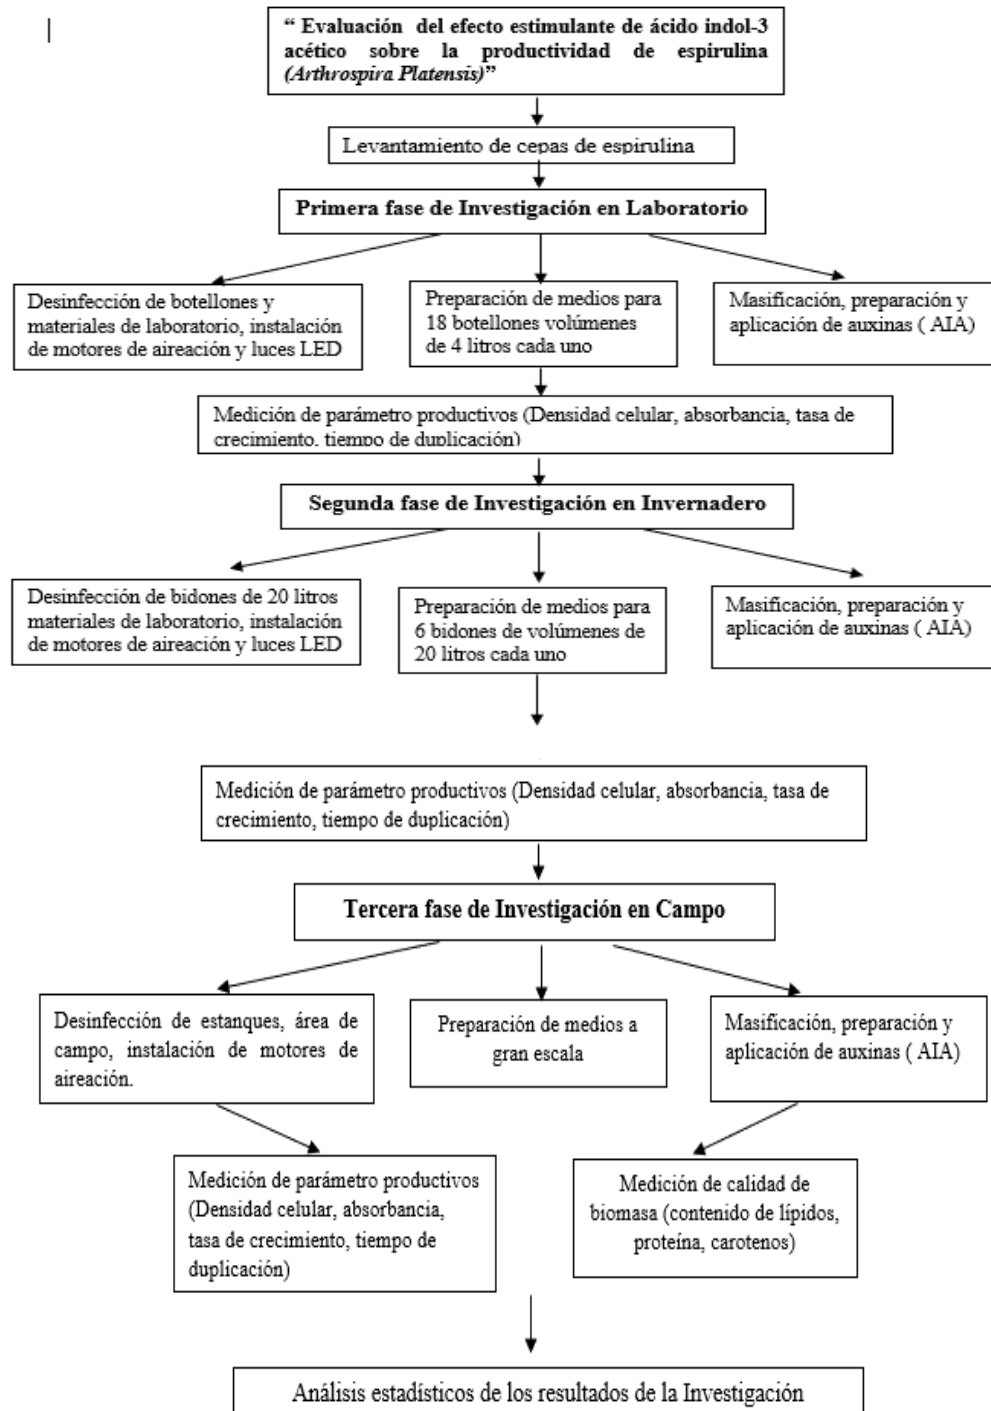 “ Evaluación del efecto estimulante de ácido indol-3
acético sobre la productividad de espirulina
(Arthrospira Platensis)”
Levantamiento de cepas de espirulina
Primera fase de Investigación en Laboratorio
Desinfección de botellones y
materiales de laboratorio, instalación
de motores de aireación y luces LED
Preparación de medios para
18 botellones volúmenes
de 4 litros cada uno
Masificación, preparación y
aplicación de auxinas ( AIA)
Medición de parámetro productivos (Densidad celular, absorbancia, tasa de
crecimiento, tiempo de duplicación)
Segunda fase de Investigación en Invernadero
Desinfección de bidones de 20 litros
materiales de laboratorio, instalación
de motores de aireación y luces LED
Preparación de medios para
6 bidones de volúmenes de
20 litros cada uno
Masificación, preparación y
aplicación de auxinas ( AIA)
Medición de parámetro productivos (Densidad celular, absorbancia, tasa de
crecimiento, tiempo de duplicación)
Tercera fase de Investigación en Campo
Desinfección de estanques, área de
campo, instalación de motores de
aireación.
Preparación de medios a
gran escala
Masificación, preparación y
aplicación de auxinas ( AIA)
Medición de parámetro productivos
(Densidad celular, absorbancia,
tasa de crecimiento, tiempo de
duplicación)
Medición de calidad de
biomasa (contenido de lípidos,
proteína, carotenos)
Análisis estadísticos de los resultados de la Investigación